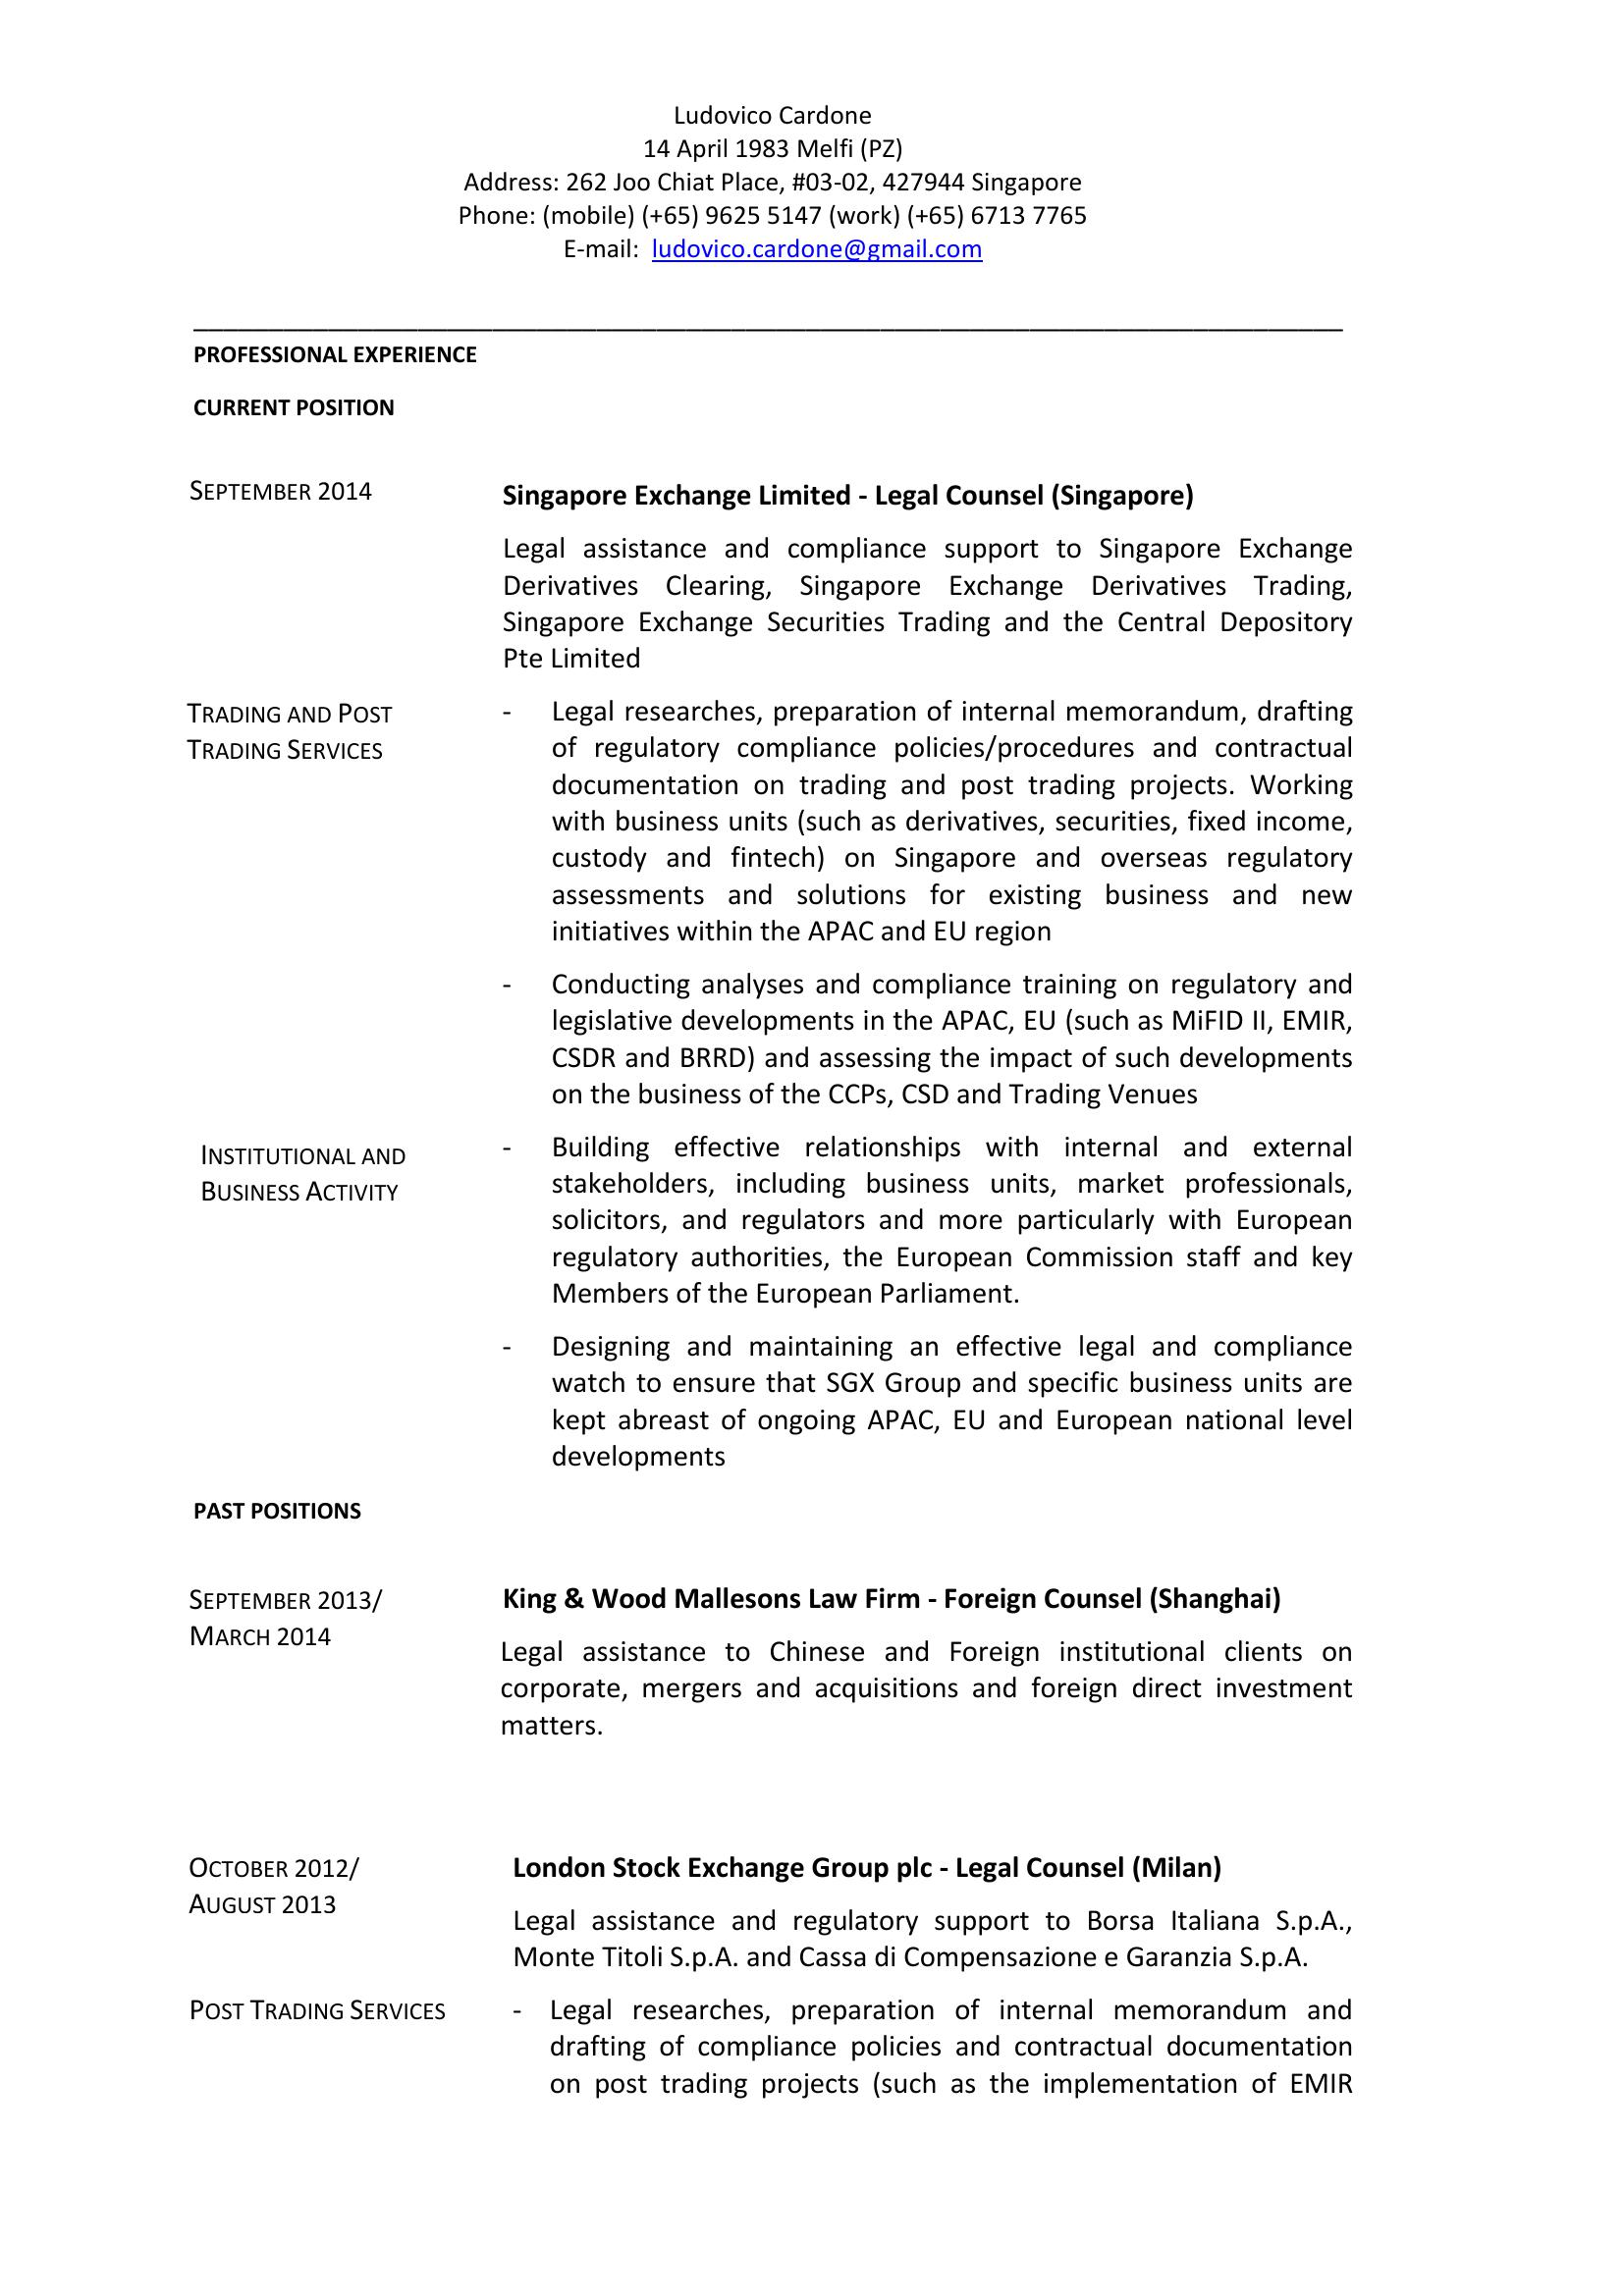 Ludovico Cardone
14 April 1983 Melfi (PZ)
Address: 262 Joo Chiat Place, #03-02, 427944 Singapore
Phone: (mobile) (+65) 9625 5147 (work) (+65) 6713 7765
E-mail: ludovico.cardone@gmail.com
PROFESSIONAL EXPERIENCE
CURRENT POSITION
SEPTEMBER 2014
Singapore Exchange Limited - Legal Counsel (Singapore)
Legal assistance and compliance support to Singapore Exchange
Derivatives Clearing, Singapore Exchange Derivatives Trading,
Singapore Exchange Securities Trading and the Central Depository
Pte Limited
TRADING AND POST
TRADING SERVICES
- Legal researches, preparation of internal memorandum, drafting
of regulatory compliance policies/procedures and contractual
documentation on trading and post trading projects. Working
with business units (such as derivatives, securities, fixed income,
custody and fintech) on Singapore and overseas regulatory
assessments and solutions for existing business and new
initiatives within the APAC and EU region
- Conducting analyses and compliance training on regulatory and
legislative developments in the APAC, EU (such as MiFID II, EMIR,
CSDR and BRRD) and assessing the impact of such developments
on the business of the CCPs, CSD and Trading Venues
INSTITUTIONAL AND
BUSINESS ACTIVITY
- Building effective relationships with internal and external
stakeholders, including business units, market professionals,
solicitors, and regulators and more particularly with European
regulatory authorities, the European Commission staff and key
Members of the European Parliament.
- Designing and maintaining an effective legal and compliance
watch to ensure that SGX Group and specific business units are
kept abreast of ongoing APAC, EU and European national level
developments
PAST POSITIONS
SEPTEMBER 2013/
MARCH 2014
King & Wood Mallesons Law Firm - Foreign Counsel (Shanghai)
Legal assistance to Chinese and Foreign institutional clients on
corporate, mergers and acquisitions and foreign direct investment
matters.
OCTOBER 2012/
AUGUST 2013
London Stock Exchange Group plc - Legal Counsel (Milan)
Legal assistance and regulatory support to Borsa Italiana S.p.A.,
Monte Titoli S.p.A. and Cassa di Compensazione e Garanzia S.p.A.
POST TRADING SERVICES
- Legal researches, preparation of internal memorandum and
drafting of compliance policies and contractual documentation
on post trading projects (such as the implementation of EMIR